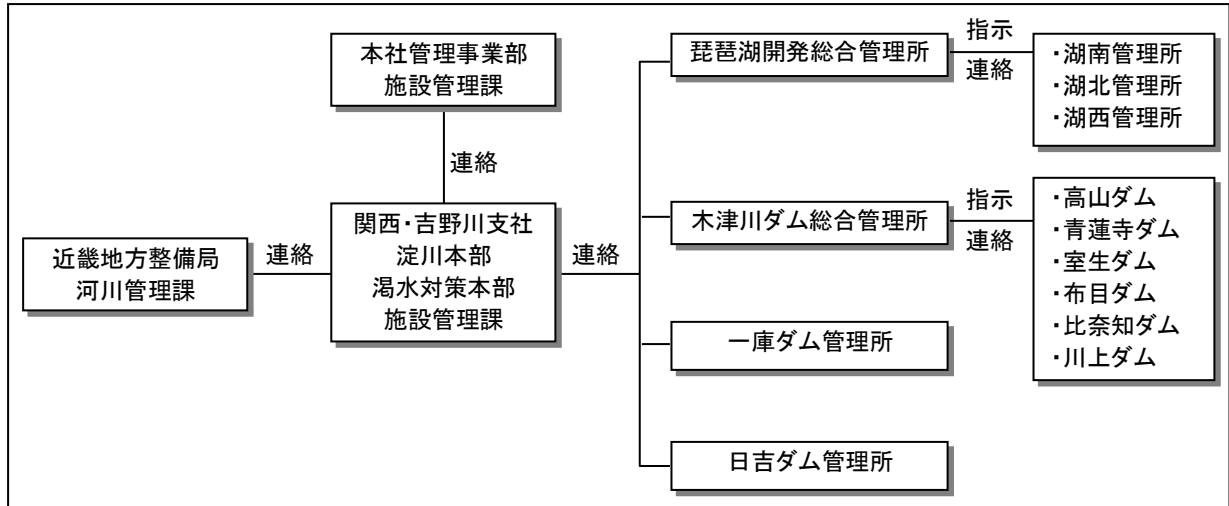 本社管理事業部
施設管理課
連絡
近畿地方整備局
河川管理課
連絡
関西・吉野川支社
淀川本部
渇水対策本部
施設管理課
連絡
琵琶湖開発総合管理所
指示
連絡
・湖南管理所
・湖北管理所
・湖西管理所
木津川ダム総合管理所
指示
連絡
・高山ダム
・青蓮寺ダム
・室生ダム
・布目ダム
・比奈知ダム
・川上ダム
一庫ダム管理所
日吉ダム管理所